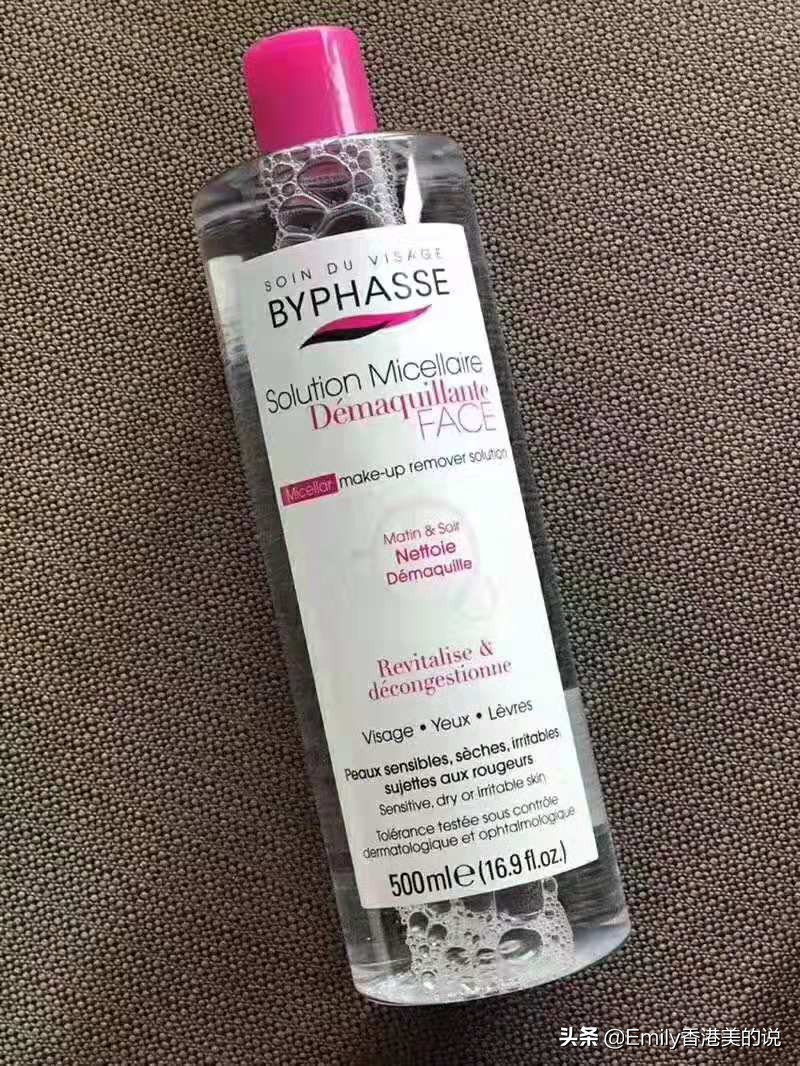 SOIN DU VISAGE
BYPHASSE
Solution Micellaire
Démaquillante
FACE
Micellar make-up remover solution
Matin & Soir
Nettoie
Démaquille
Revitalise &
décongestionne
Visage • Yeux • Lèvres
Peaux sensibles, sèches, irritables,
sujettes aux rougeurs
Sensitive, dry or irritable skin
Tolérance testée sous contrôle
dermatologique et ophtalmologique
500ml℮(16.9 fl.oz.)
头条 @Emily香港美的说